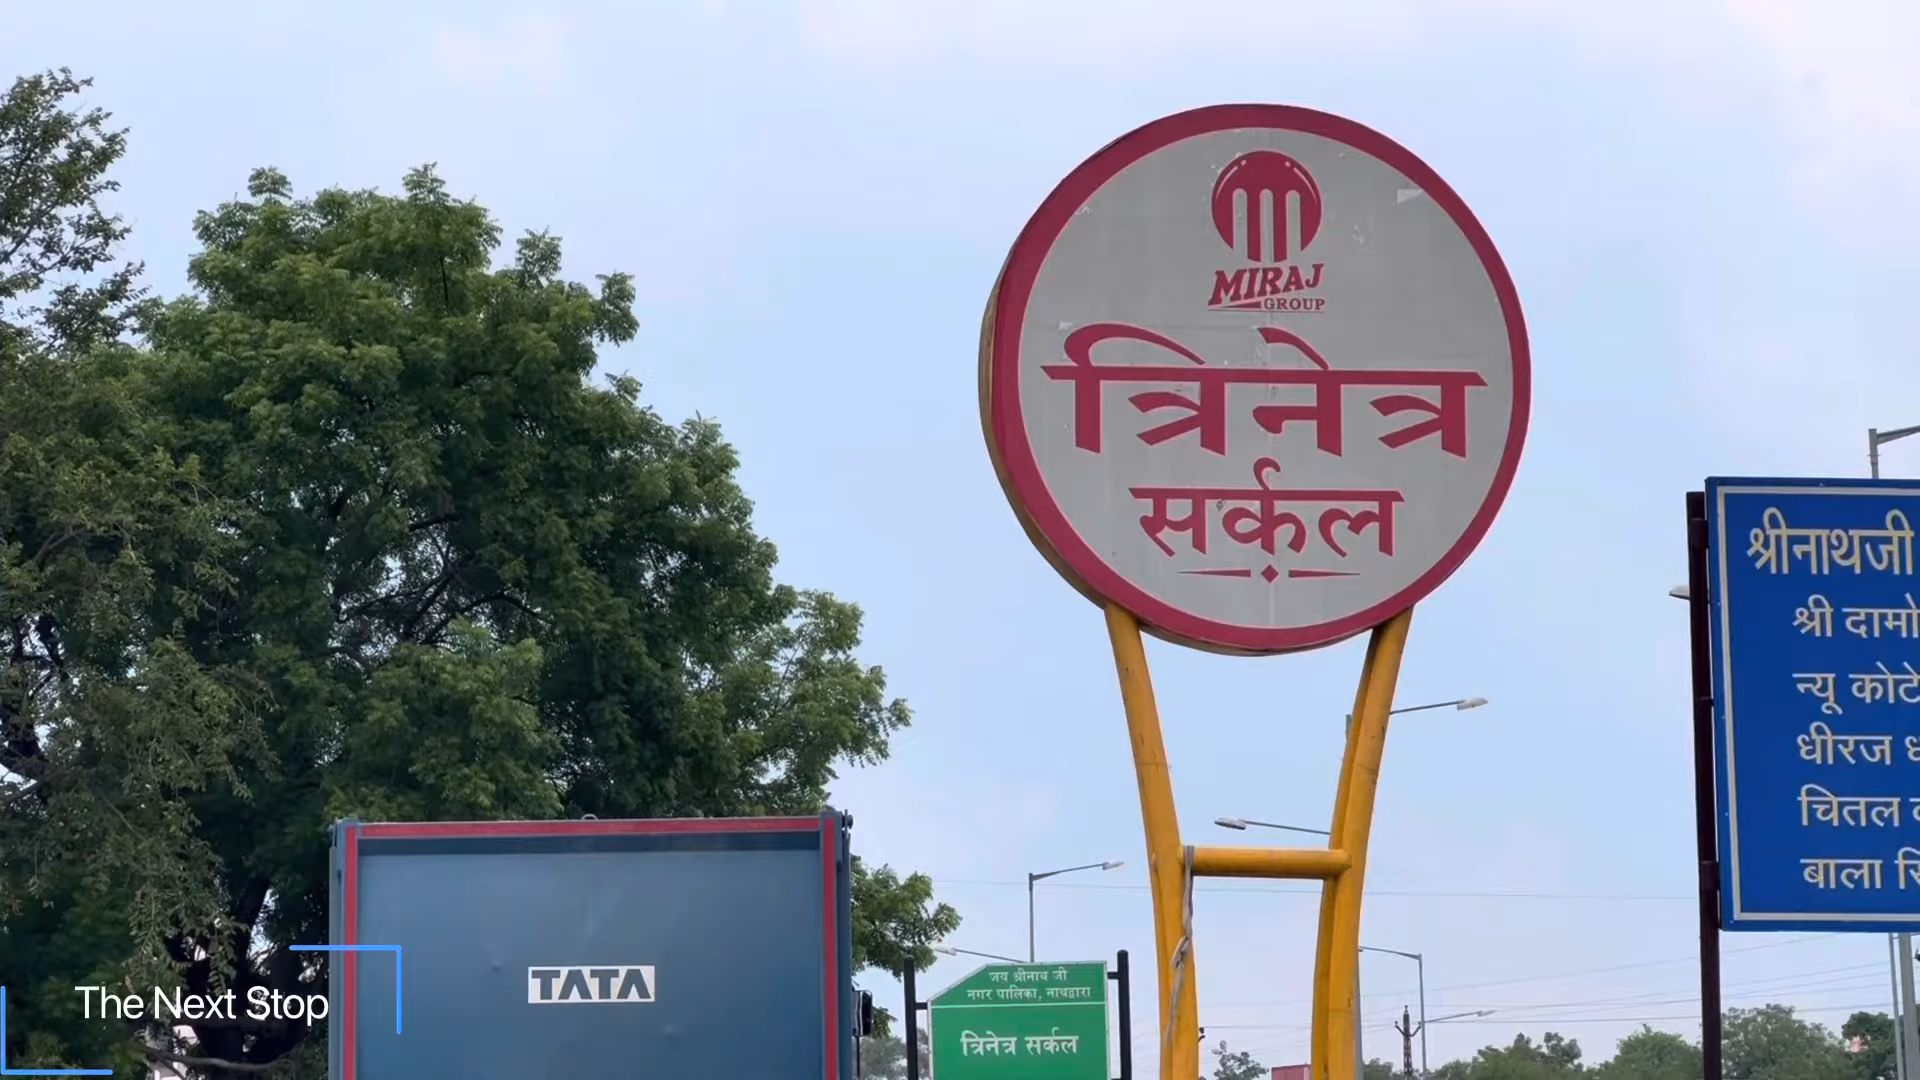 MIRAJ
GROUP
त्रिनेत्र
सर्कल
श्रीनाथजी
श्री
न्यू
धीरज
चितल
बाला
TATA
जय श्रीनाथ जी
नगर पालिका, नाथद्वारा
त्रिनेत्र सर्कल
The Next Stop